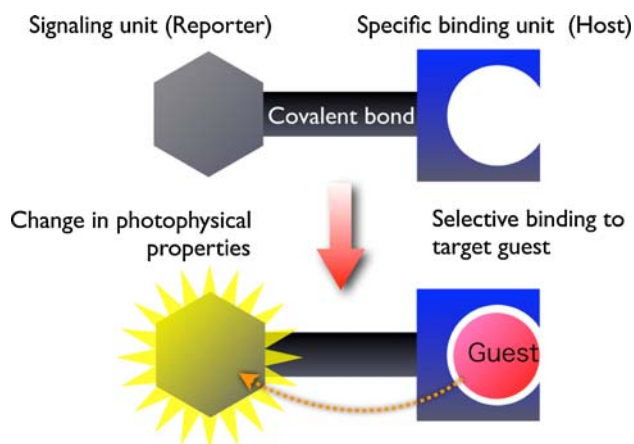 Signaling unit (Reporter)
Specific binding unit (Host)
Covalent bond
Change in photophysical
properties
Selective binding to
target guest
Guest